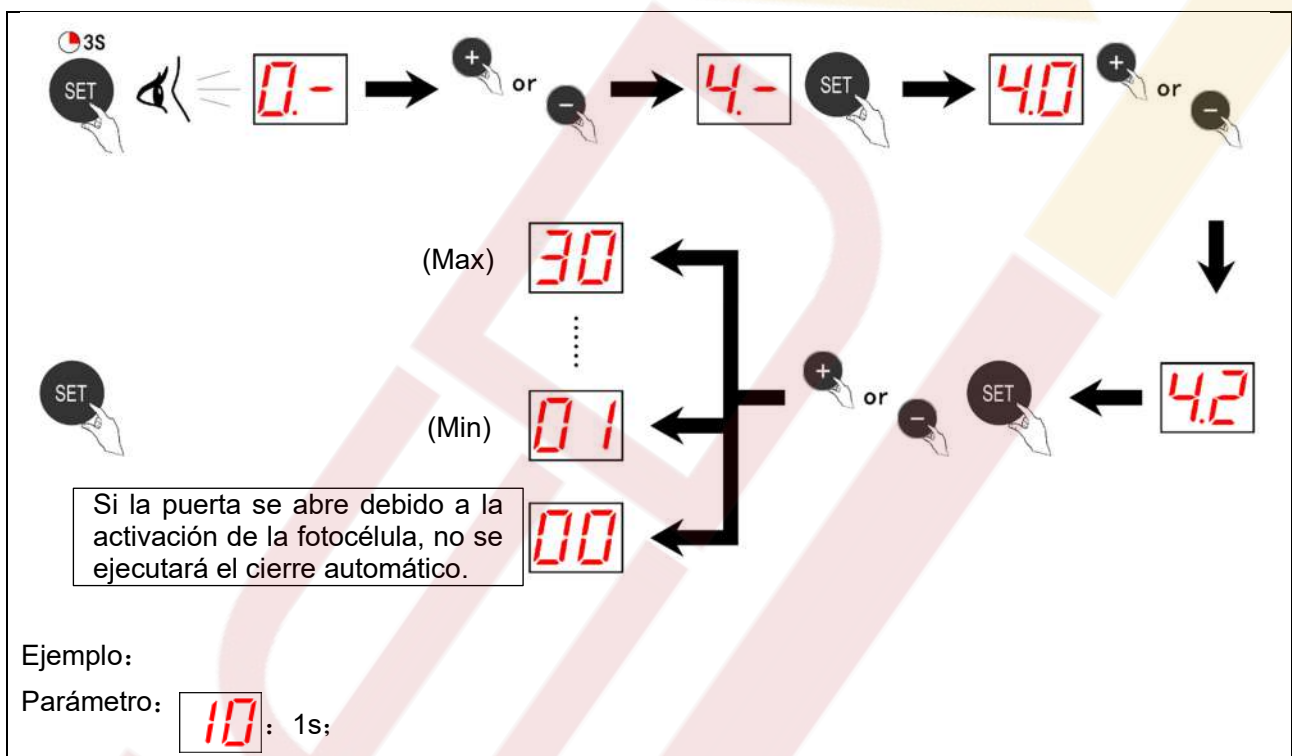 3S
SET 0.- + or - 4.- SET 4.0 + or -
(Max) 30
SET (Min) 01 + or - SET 4.2
Si la puerta se abre debido a la
activación de la fotocélula, no se
ejecutará el cierre automático.
00
Ejemplo：
Parámetro： 10 ：1s;